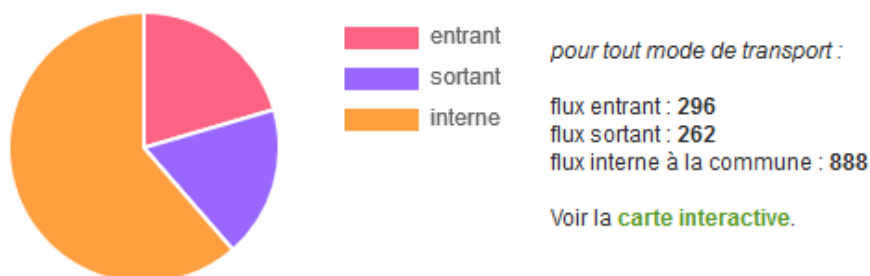 entrant
sortant
interne
pour tout mode de transport :
flux entrant : 296
flux sortant : 262
flux interne à la commune : 888
Voir la carte interactive.